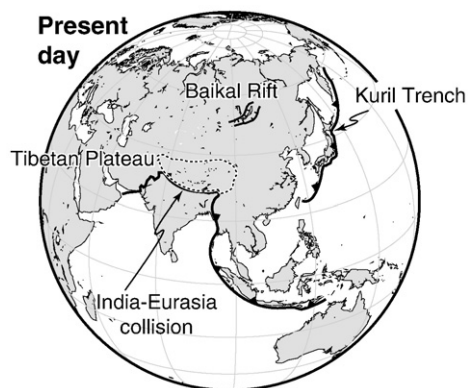 Present
day
Baikal Rift
Kuril Trench
Tibetan Plateau
India-Eurasia
collision